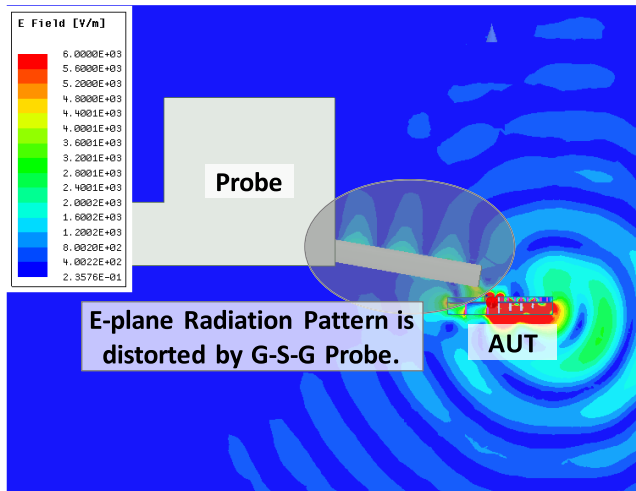 E Field [V/m]
6.0000E+03
5.6000E+03
5.2000E+03
4.8000E+03
4.4001E+03
4.0001E+03
3.6001E+03
3.2001E+03
2.8001E+03
2.4001E+03
2.0002E+03
1.6002E+03
1.2002E+03
8.0020E+02
4.0022E+02
2.3576E-01
Probe
E-plane Radiation Pattern is
distorted by G-S-G Probe.
AUT